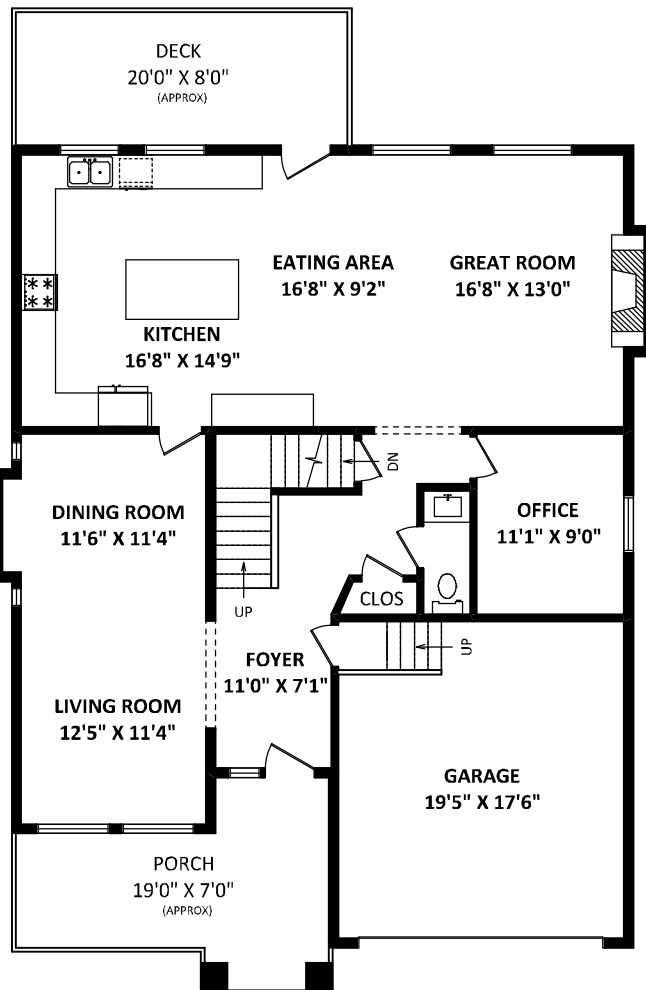 DECK
20'0" X 8'0"
(APPROX)
EATING AREA
16'8" X 9'2"
GREAT ROOM
16'8" X 13'0"
KITCHEN
16'8" X 14'9"
DN
DINING ROOM
11'6" X 11'4"
OFFICE
11'1" X 9'0"
CLOS
UP
UP
FOYER
11'0" X 7'1"
LIVING ROOM
12'5" X 11'4"
GARAGE
19'5" X 17'6"
PORCH
19'0" X 7'0"
(APPROX)